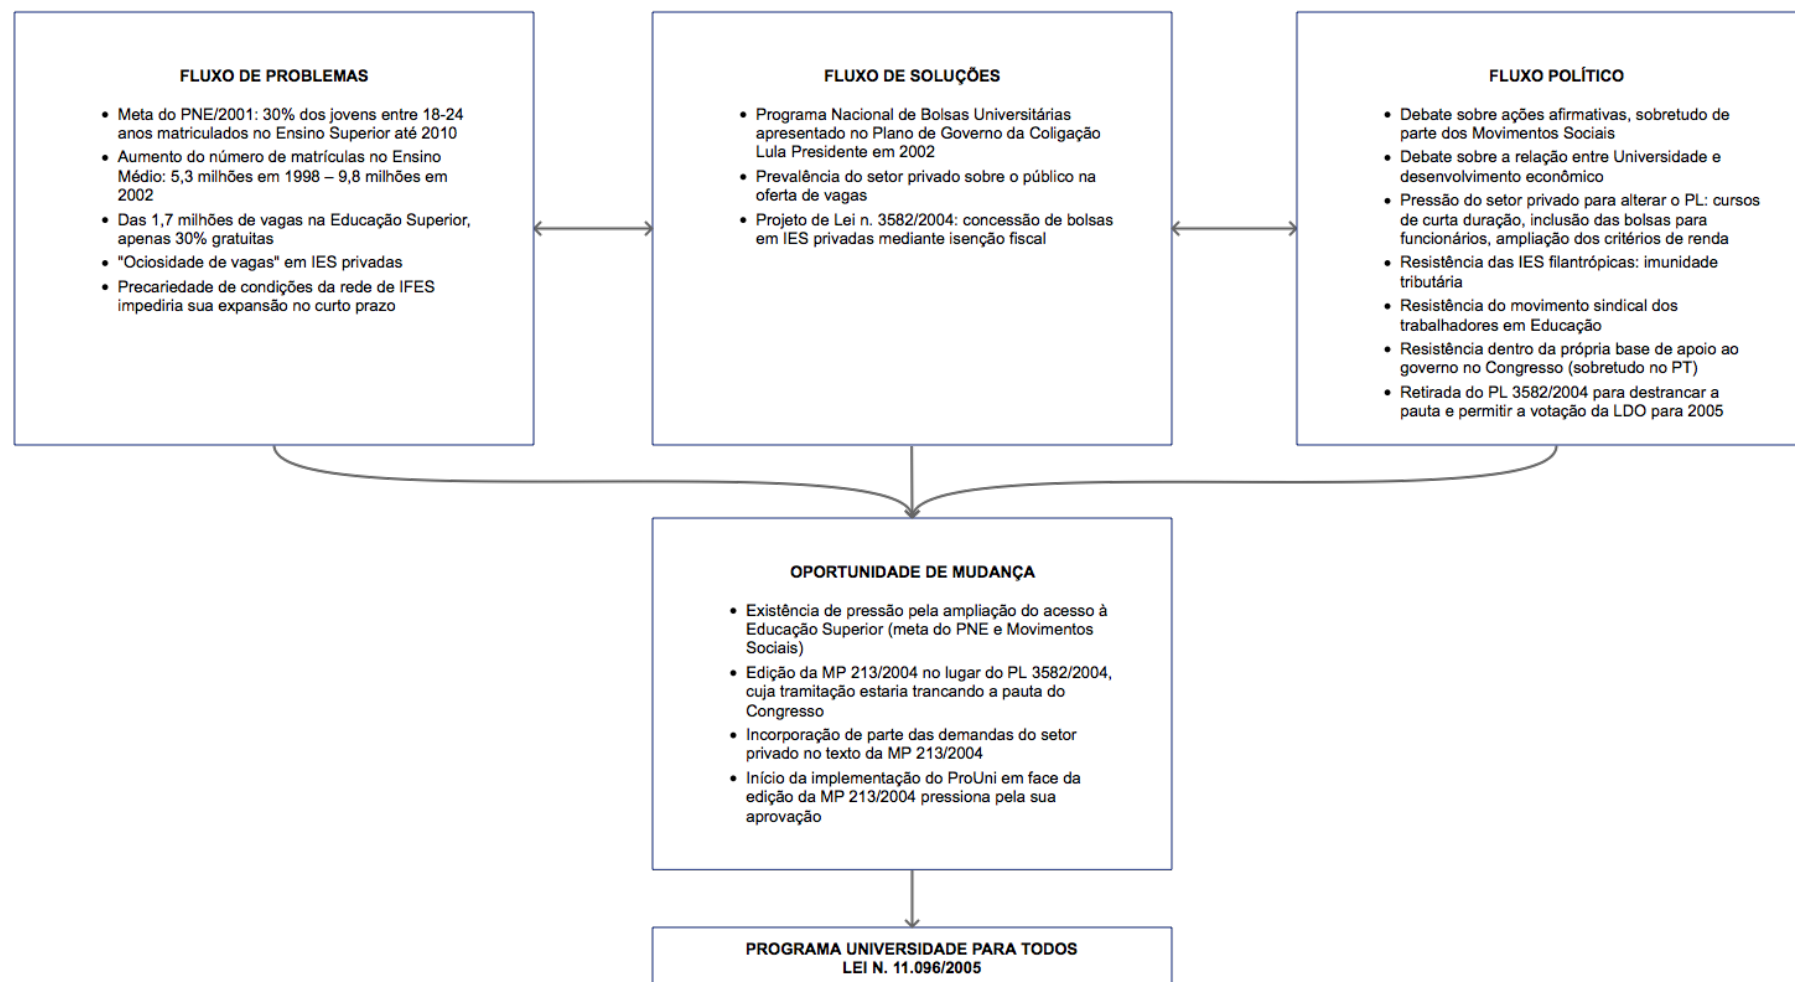 FLUXO DE PROBLEMAS
• Meta do PNE/2001: 30% dos jovens entre 18-24
anos matriculados no Ensino Superior até 2010
• Aumento do número de matrículas no Ensino
Médio: 5,3 milhões em 1998 – 9,8 milhões em
2002
• Das 1,7 milhões de vagas na Educação Superior,
apenas 30% gratuitas
• "Ociosidade de vagas" em IES privadas
• Precariedade de condições da rede de IFES
impediria sua expansão no curto prazo
FLUXO DE SOLUÇÕES
• Programa Nacional de Bolsas Universitárias
apresentado no Plano de Governo da Coligação
Lula Presidente em 2002
• Prevalência do setor privado sobre o público na
oferta de vagas
• Projeto de Lei n. 3582/2004: concessão de bolsas
em IES privadas mediante isenção fiscal
FLUXO POLÍTICO
• Debate sobre ações afirmativas, sobretudo de
parte dos Movimentos Sociais
• Debate sobre a relação entre Universidade e
desenvolvimento econômico
• Pressão do setor privado para alterar o PL: cursos
de curta duração, inclusão das bolsas para
funcionários, ampliação dos critérios de renda
• Resistência das IES filantrópicas: imunidade
tributária
• Resistência do movimento sindical dos
trabalhadores em Educação
• Resistência dentro da própria base de apoio ao
governo no Congresso (sobretudo no PT)
• Retirada do PL 3582/2004 para destrancar a
pauta e permitir a votação da LDO para 2005
OPORTUNIDADE DE MUDANÇA
• Existência de pressão pela ampliação do acesso à
Educação Superior (meta do PNE e Movimentos
Sociais)
• Edição da MP 213/2004 no lugar do PL 3582/2004,
cuja tramitação estaria trancando a pauta do
Congresso
• Incorporação de parte das demandas do setor
privado no texto da MP 213/2004
• Início da implementação do ProUni em face da
edição da MP 213/2004 pressiona pela sua
aprovação
PROGRAMA UNIVERSIDADE PARA TODOS
LEI N. 11.096/2005